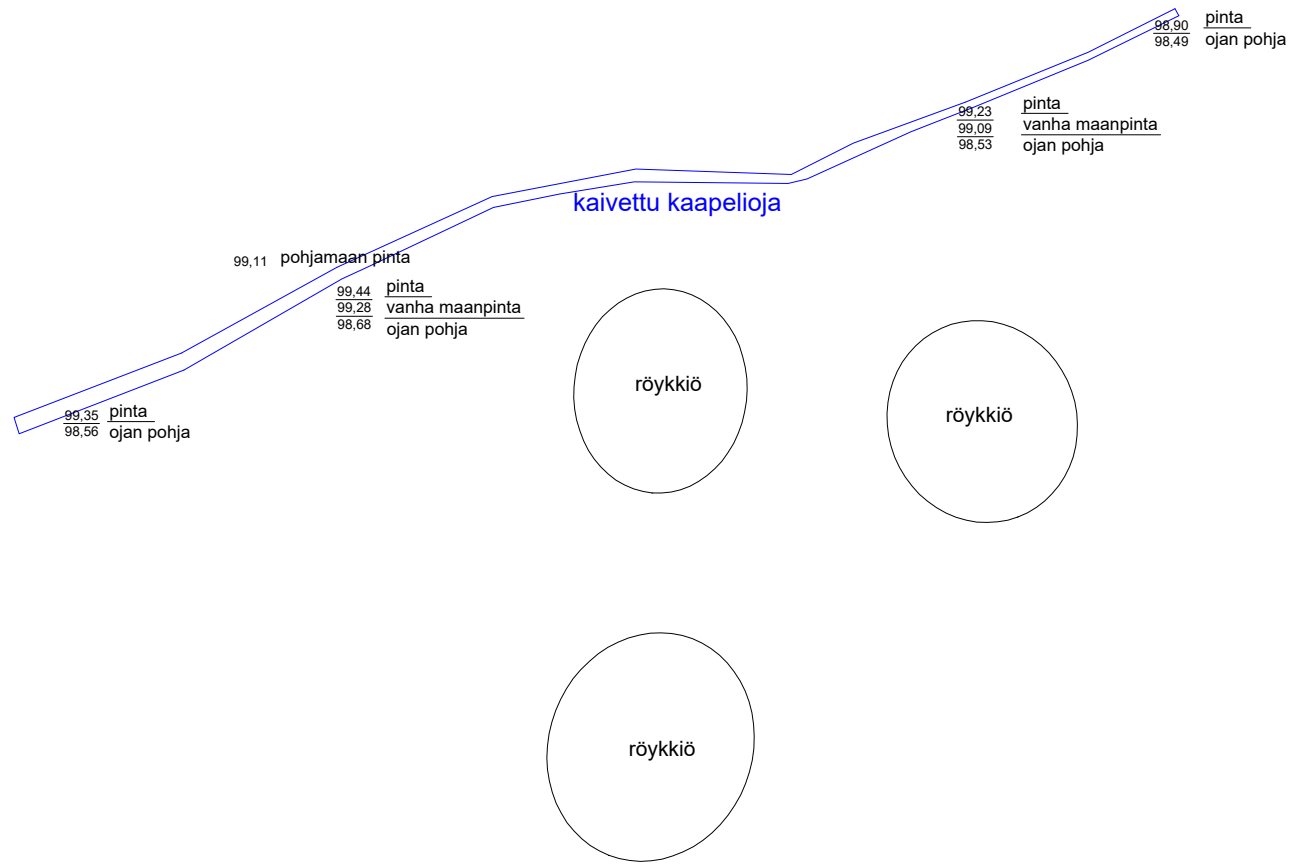 98,90 pinta
98,49 ojan pohja
99,23 pinta
99,09 vanha maanpinta
98,53 ojan pohja
kaivettu kaapelioja
99,11 pohjamaan pinta
99,44 pinta
99,28 vanha maanpinta
98,68 ojan pohja
röykkiö
röykkiö
99,35 pinta
98,56 ojan pohja
röykkiö